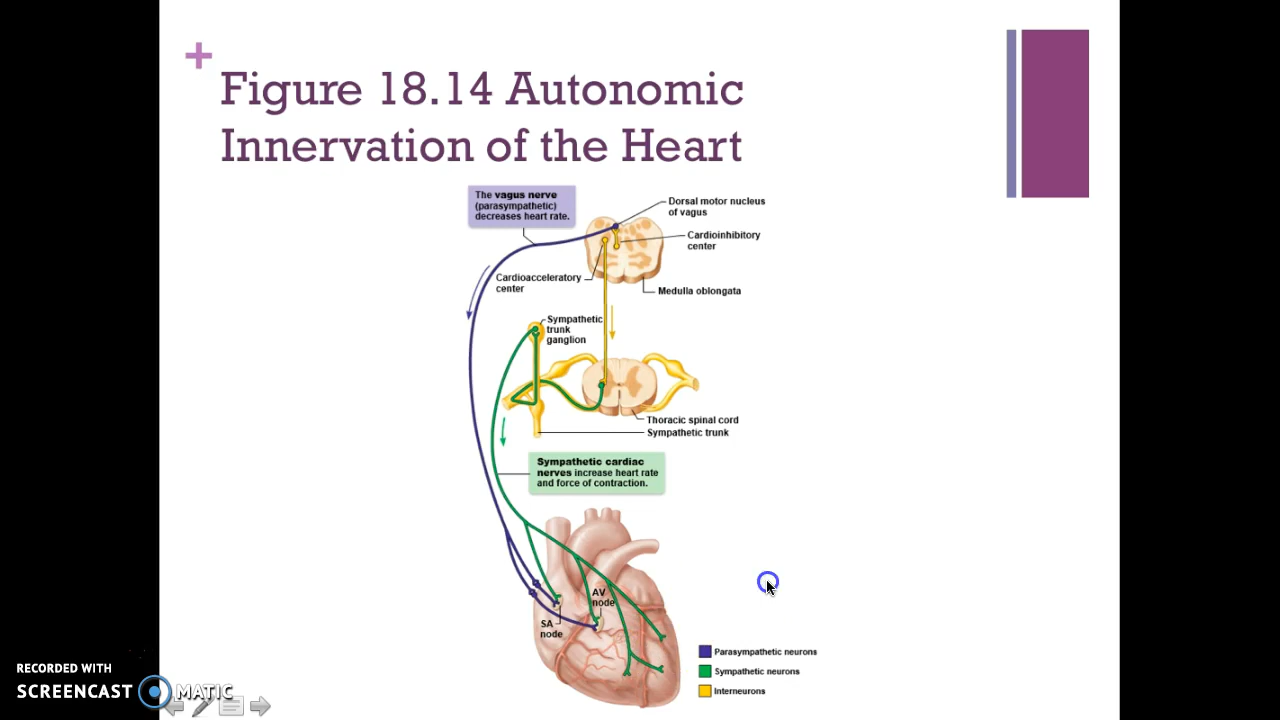 +
Figure 18.14 Autonomic
Innervation of the Heart
The vagus nerve
(parasympathetic)
decreases heart rate.
Dorsal motor nucleus
of vagus
Cardioinhibitory
center
Cardioacceleratory
center
Medulla oblongata
Sympathetic
trunk
ganglion
Thoracic spinal cord
Sympathetic trunk
Sympathetic cardiac
nerves increase heart rate
and force of contraction.
AV
node
SA
node
Parasympathetic neurons
Sympathetic neurons
Interneurons
RECORDED WITH
SCREENCAST MATIC